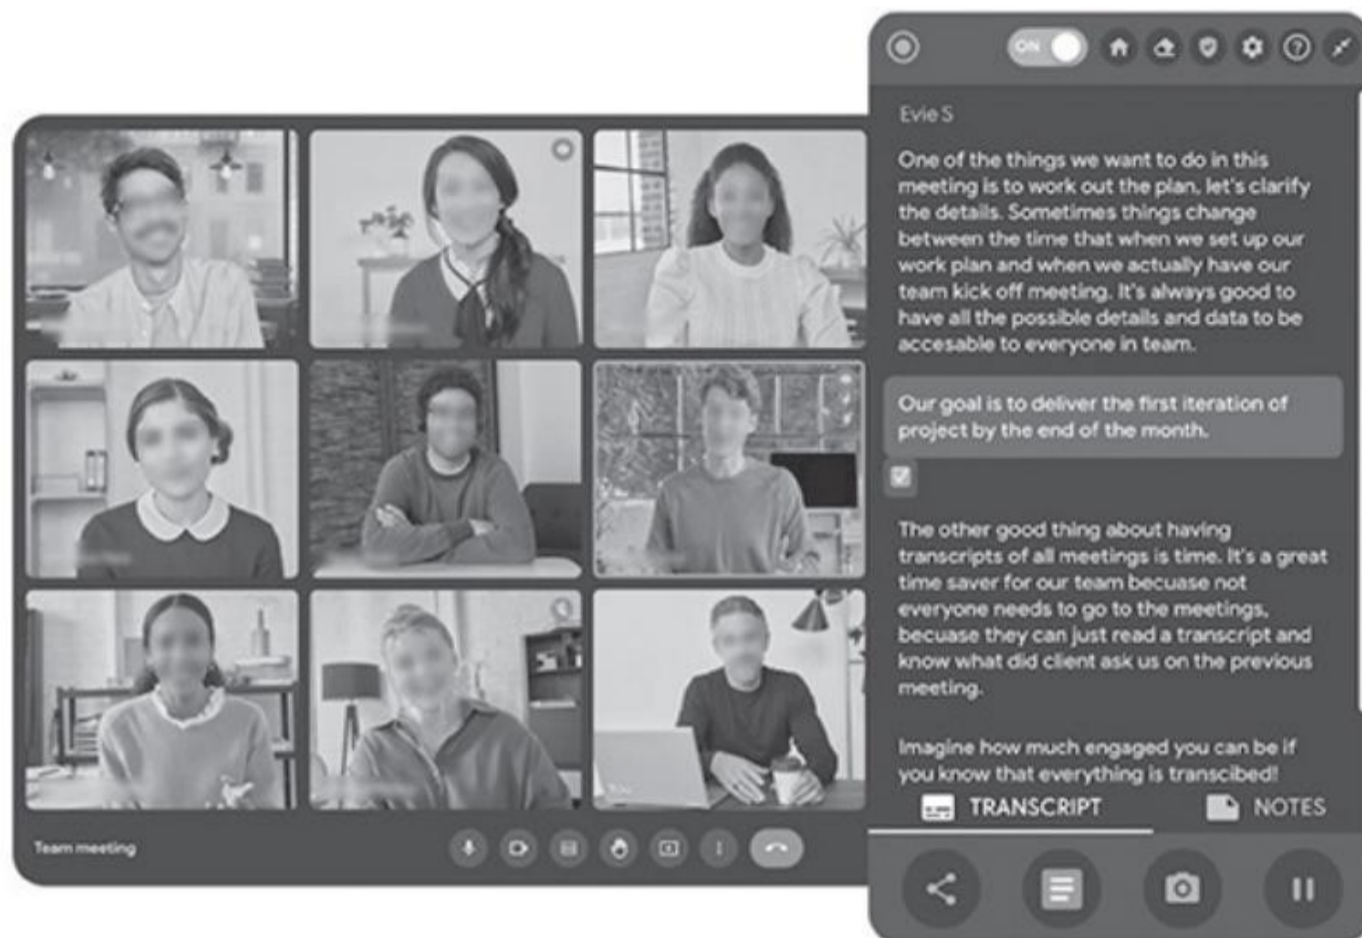 ON
Evie S
One of the things we want to do in this
meeting is to work out the plan, let's clarify
the details. Sometimes things change
between the time that when we set up our
work plan and when we actually have our
team kick off meeting. It's always good to
have all the possible details and data to be
accesable to everyone in team.
Our goal is to deliver the first iteration of
project by the end of the month.
The other good thing about having
transcripts of all meetings is time. It's a great
time saver for our team becuase not
everyone needs to go to the meetings,
becuase they can just read a transcript and
know what did client ask us on the previous
meeting.
Imagine how much engaged you can be if
you know that everything is transcibed!
TRANSCRIPT
NOTES
You
Team meeting